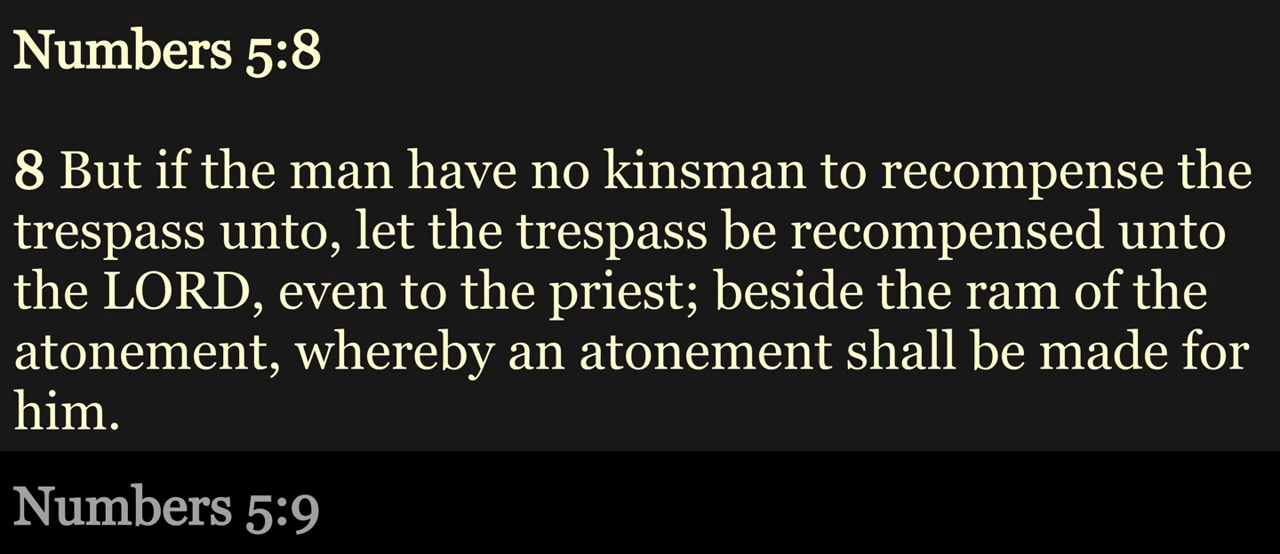 Numbers 5:8
8 But if the man have no kinsman to recompense the
trespass unto, let the trespass be recompensed unto
the LORD, even to the priest; beside the ram of the
atonement, whereby an atonement shall be made for
him.
Numbers 5:9